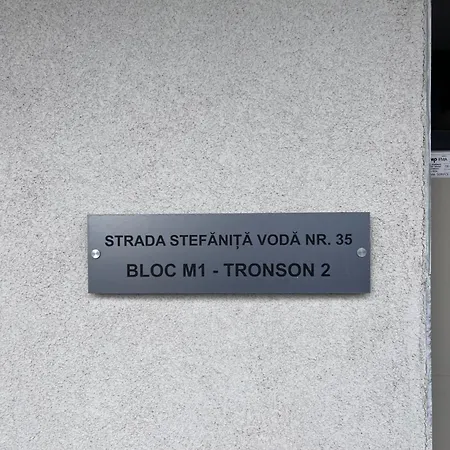 STRADA STEFĂNIȚĂ VODĂ NR. 35
BLOC M1 - TRONSON 2